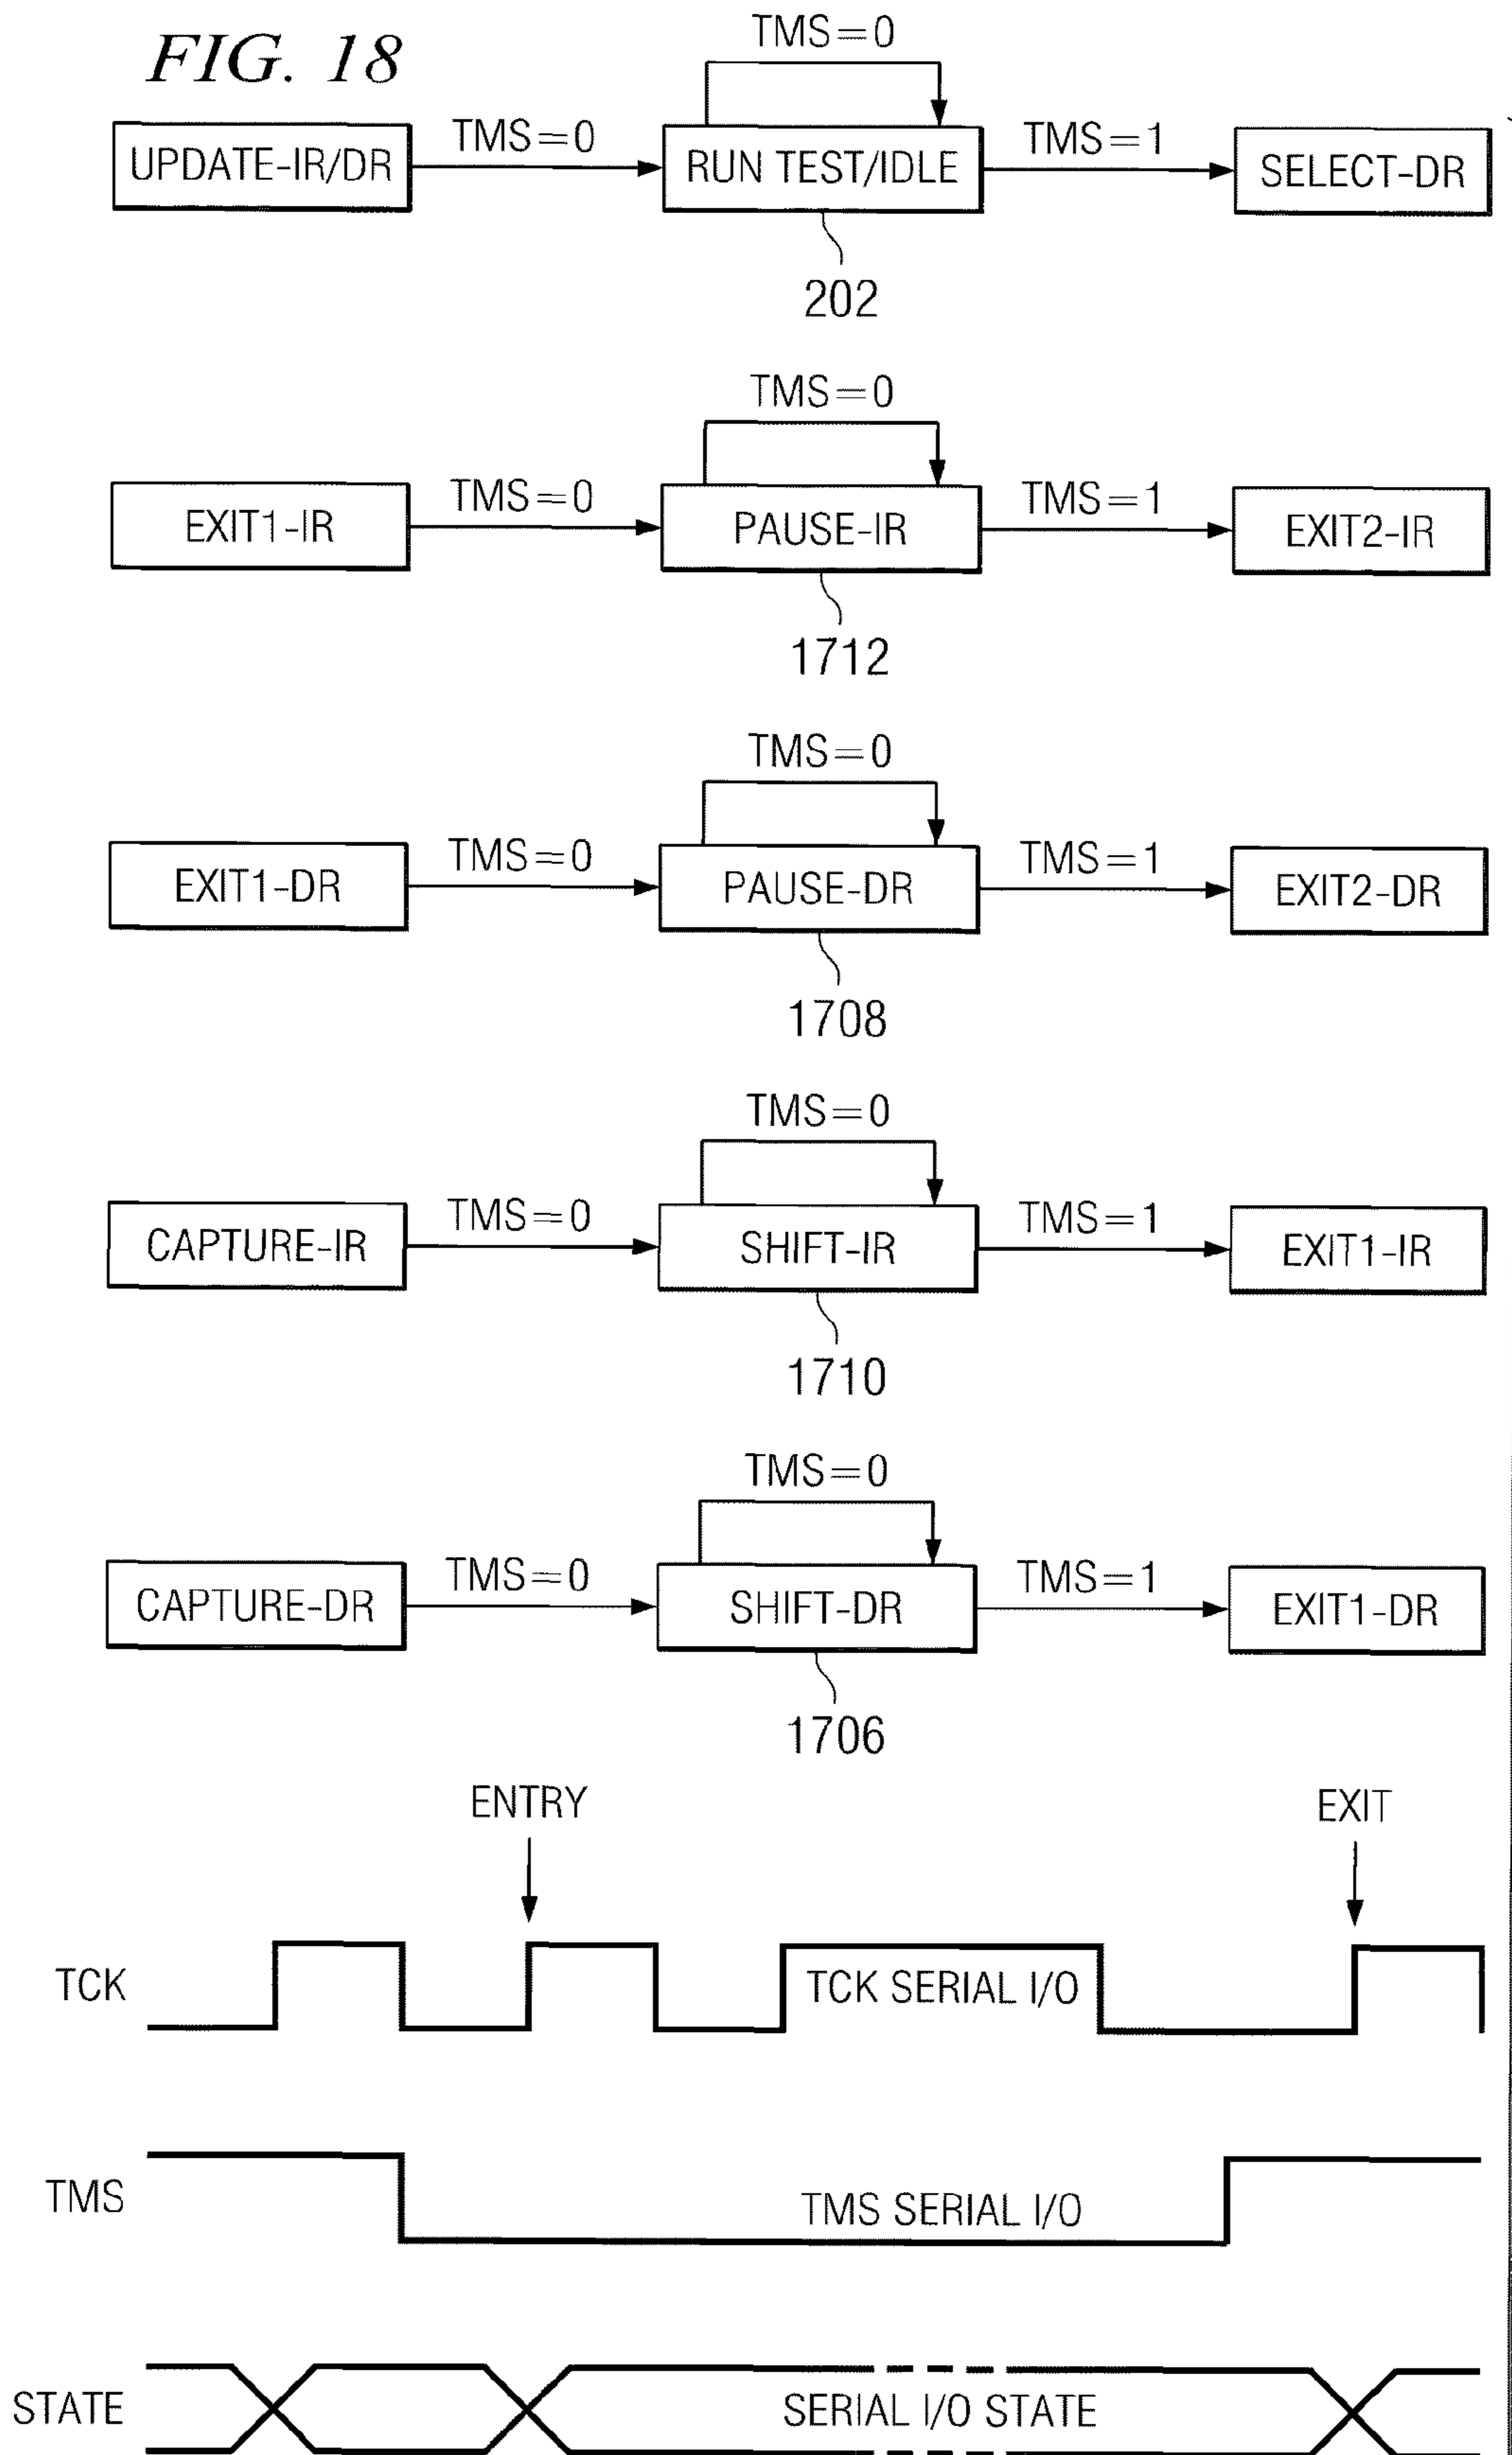 FIG. 18
TMS=0
UPDATE-IR/DR
TMS=0
RUN TEST/IDLE
TMS=1
SELECT-DR
202
TMS=0
EXIT1-IR
TMS=0
PAUSE-IR
TMS=1
EXIT2-IR
1712
TMS=0
EXIT1-DR
TMS=0
PAUSE-DR
TMS=1
EXIT2-DR
1708
TMS=0
CAPTURE-IR
TMS=0
SHIFT-IR
TMS=1
EXIT1-IR
1710
TMS=0
CAPTURE-DR
TMS=0
SHIFT-DR
TMS=1
EXIT1-DR
1706
ENTRY
EXIT
TCK
TCK SERIAL I/O
TMS
TMS SERIAL I/O
STATE
SERIAL I/O STATE